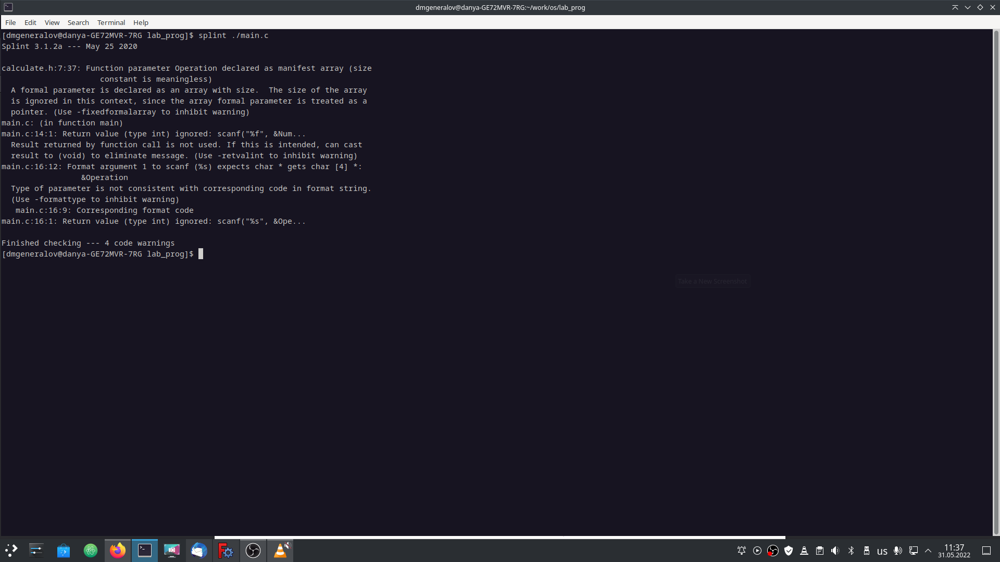 dmgeneralov@danya-GE72MVR-7RG:~/work/os/lab_prog
File Edit View Search Terminal Help
[dmgeneralov@danya-GE72MVR-7RG lab_prog]$ splint ./main.c
Splint 3.1.2a --- May 25 2020
calculate.h:7:37: Function parameter Operation declared as manifest array (size
constant is meaningless)
A formal parameter is declared as an array with size.  The size of the array
is ignored in this context, since the array formal parameter is treated as a
pointer. (Use -fixedformalarray to inhibit warning)
main.c: (in function main)
main.c:14:1: Return value (type int) ignored: scanf("%f", &Num...
Result returned by function call is not used. If this is intended, can cast
result to (void) to eliminate message. (Use -retvalint to inhibit warning)
main.c:16:12: Format argument 1 to scanf (%s) expects char * gets char [4] *:
&Operation
Type of parameter is not consistent with corresponding code in format string.
(Use -formattype to inhibit warning)
main.c:16:9: Corresponding format code
main.c:16:1: Return value (type int) ignored: scanf("%s", &Ope...
Finished checking --- 4 code warnings
[dmgeneralov@danya-GE72MVR-7RG lab_prog]$
Take a New Screenshot
us
11:37
31.05.2022